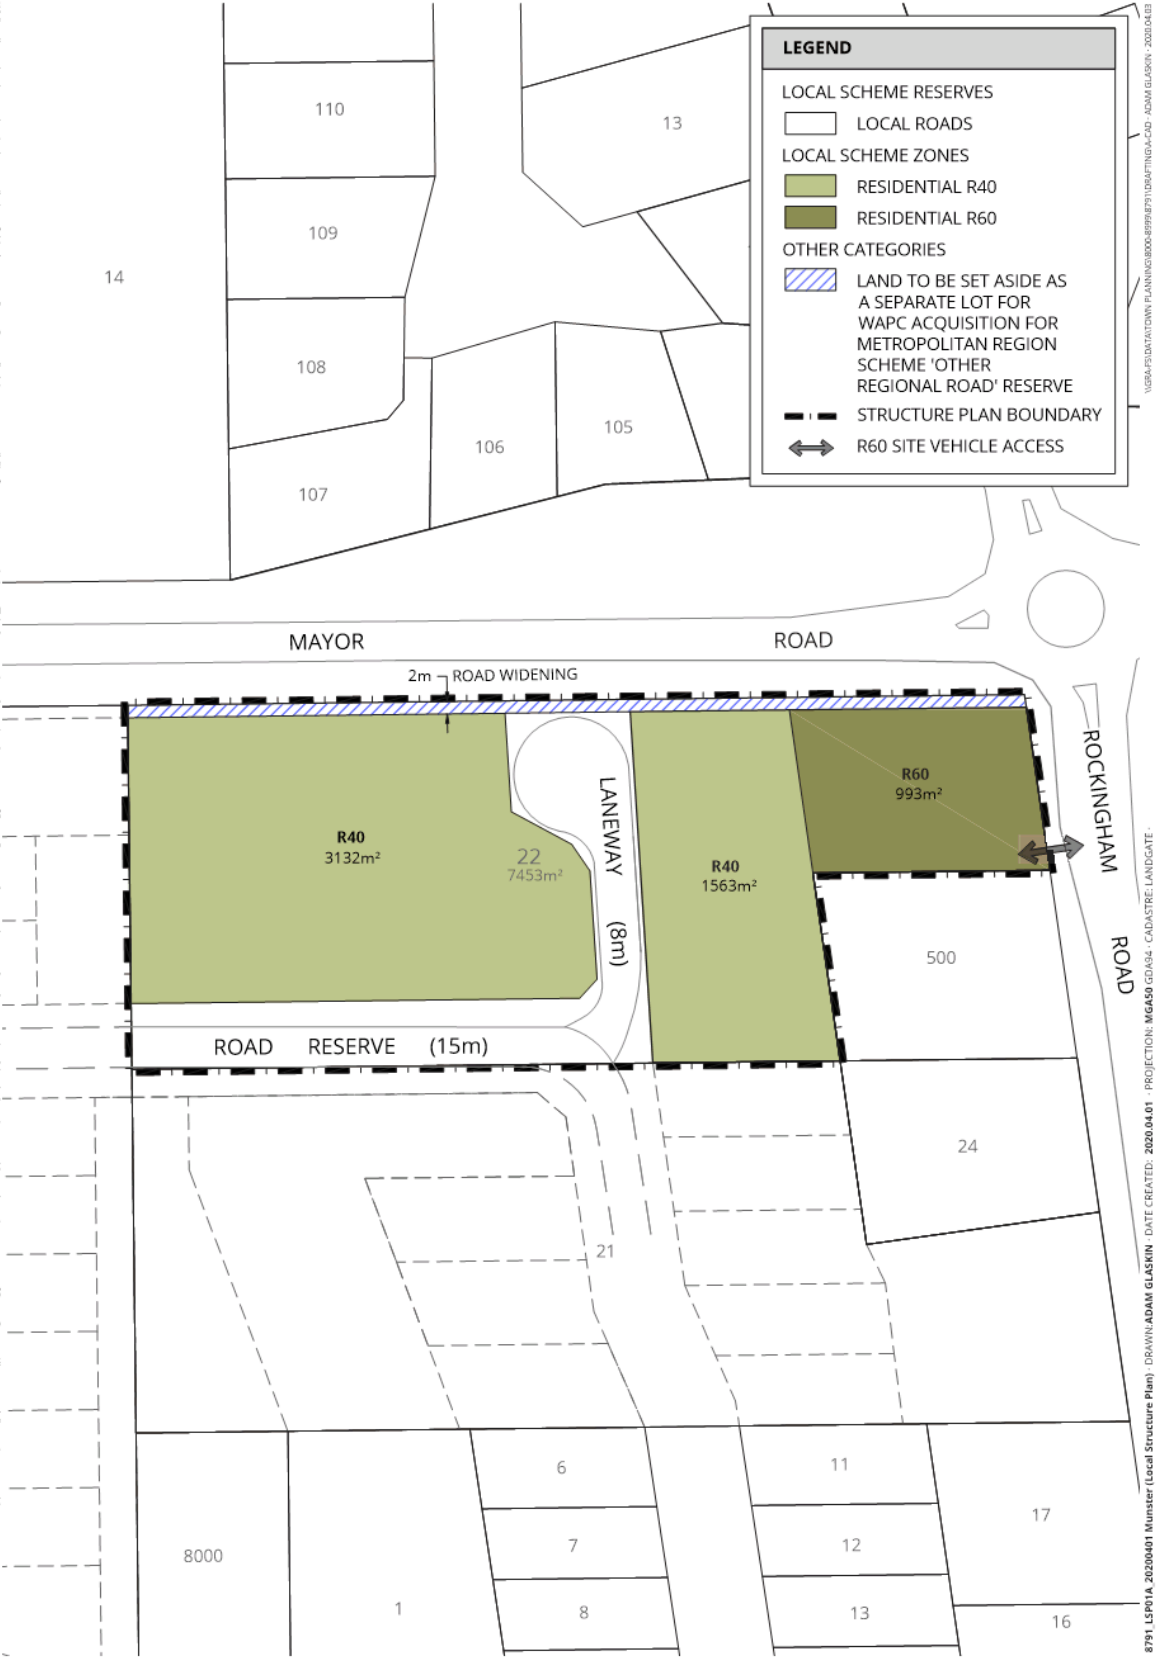 LEGEND
LOCAL SCHEME RESERVES
LOCAL ROADS
LOCAL SCHEME ZONES
RESIDENTIAL R40
RESIDENTIAL R60
OTHER CATEGORIES
LAND TO BE SET ASIDE AS
A SEPARATE LOT FOR
WAPC ACQUISITION FOR
METROPOLITAN REGION
SCHEME 'OTHER
REGIONAL ROAD' RESERVE
STRUCTURE PLAN BOUNDARY
R60 SITE VEHICLE ACCESS
110
13
109
14
108
106
105
107
MAYOR ROAD
2m ROAD WIDENING
ROCKINGHAM ROAD
R60
993m²
R40
3132m²
22
7453m²
LANEWAY (8m)
R40
1563m²
500
ROAD RESERVE (15m)
24
21
6
11
7
12
17
8000
8
13
1
16
8791_LSP01A_20200401 Munster (Local Structure Plan) - DRAWN:ADAM GLASKIN - DATE CREATED: 2020.04.01 - PROJECTION: MGA50 GDA94 - CADASTRE: LANDGATE -